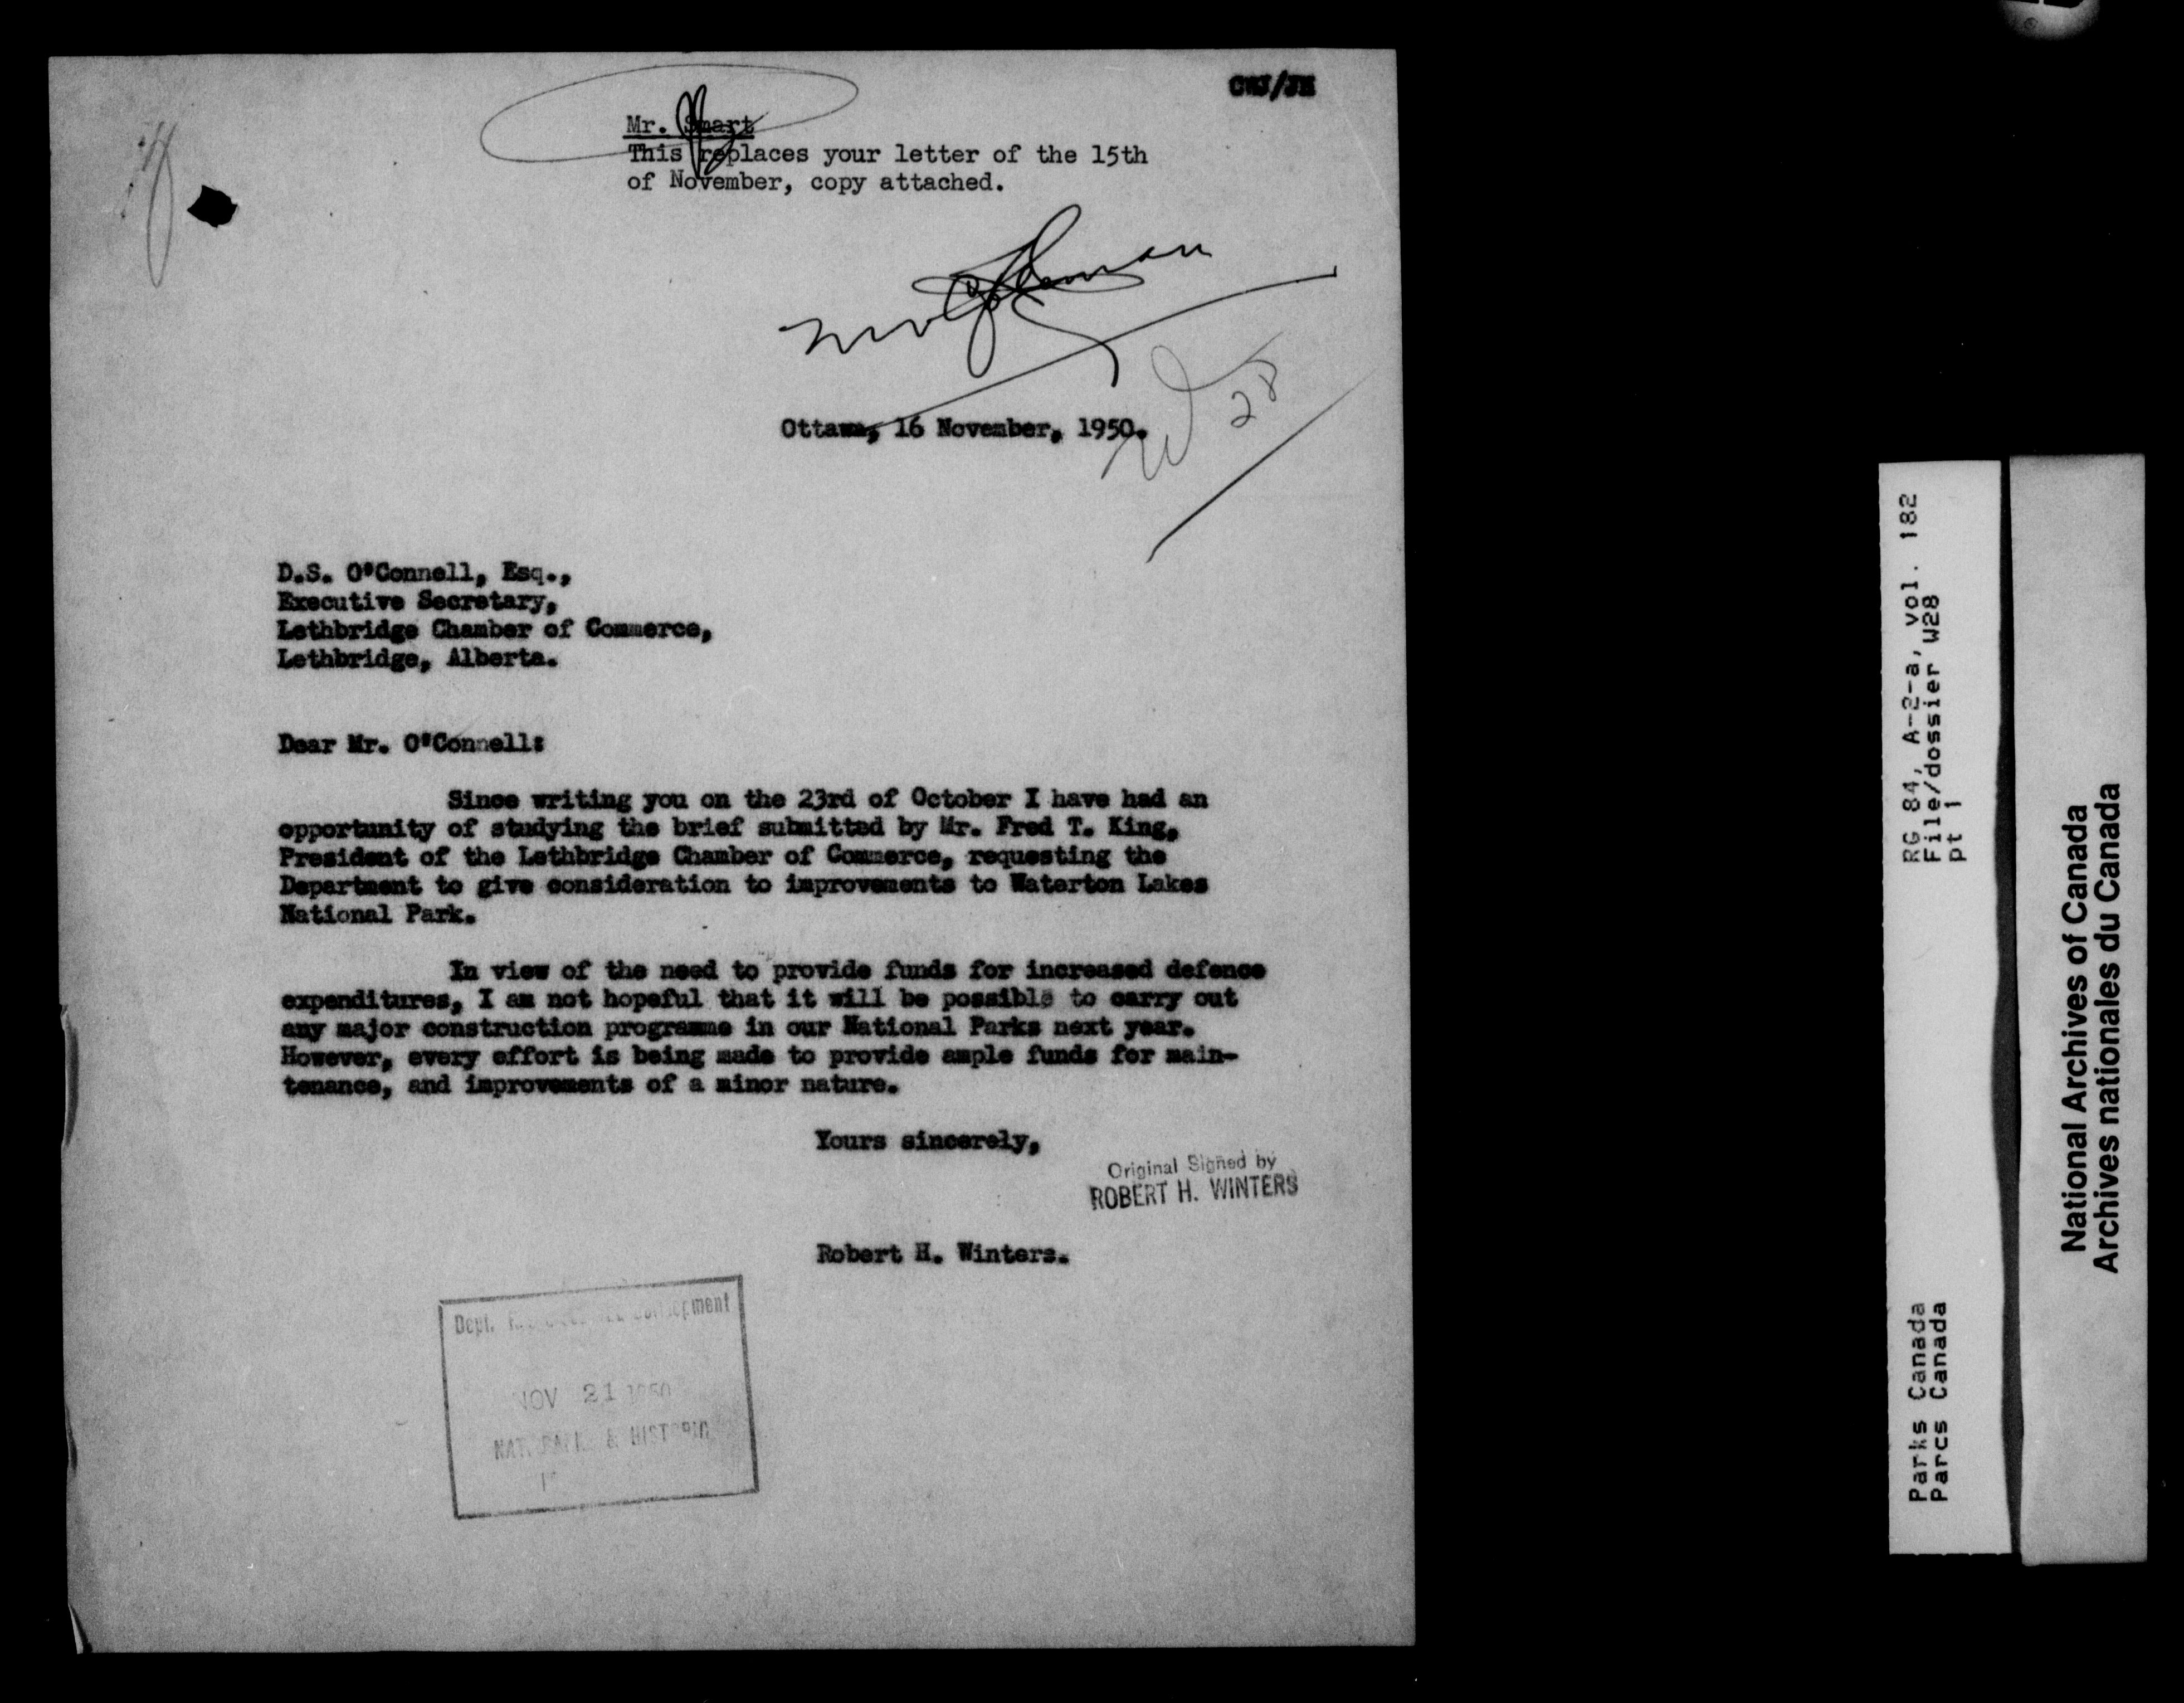 CWJ/JH
Mr. Smart
This replaces your letter of the 15th
of November, copy attached.
W 28
Ottawa, 16 November, 1950.
D.S. O'Connell, Esq.,
Executive Secretary,
Lethbridge Chamber of Commerce,
Lethbridge, Alberta.
Dear Mr. O'Connell:
Since writing you on the 23rd of October I have had an
opportunity of studying the brief submitted by Mr. Fred T. King,
President of the Lethbridge Chamber of Commerce, requesting the
Department to give consideration to improvements to Waterton Lakes
National Park.
In view of the need to provide funds for increased defence
expenditures, I am not hopeful that it will be possible to carry out
any major construction programme in our National Parks next year.
However, every effort is being made to provide ample funds for main-
tenance, and improvements of a minor nature.
Yours sincerely,
Original Signed by
ROBERT H. WINTERS
Robert H. Winters.
Dept. Development
NOV 21 1950
NAT. PARKS & HISTORIC
RG 84, A-2-a, vol. 182
File/dossier W28
pt 1
Parks Canada
Parcs Canada
National Archives of Canada
Archives nationales du Canada